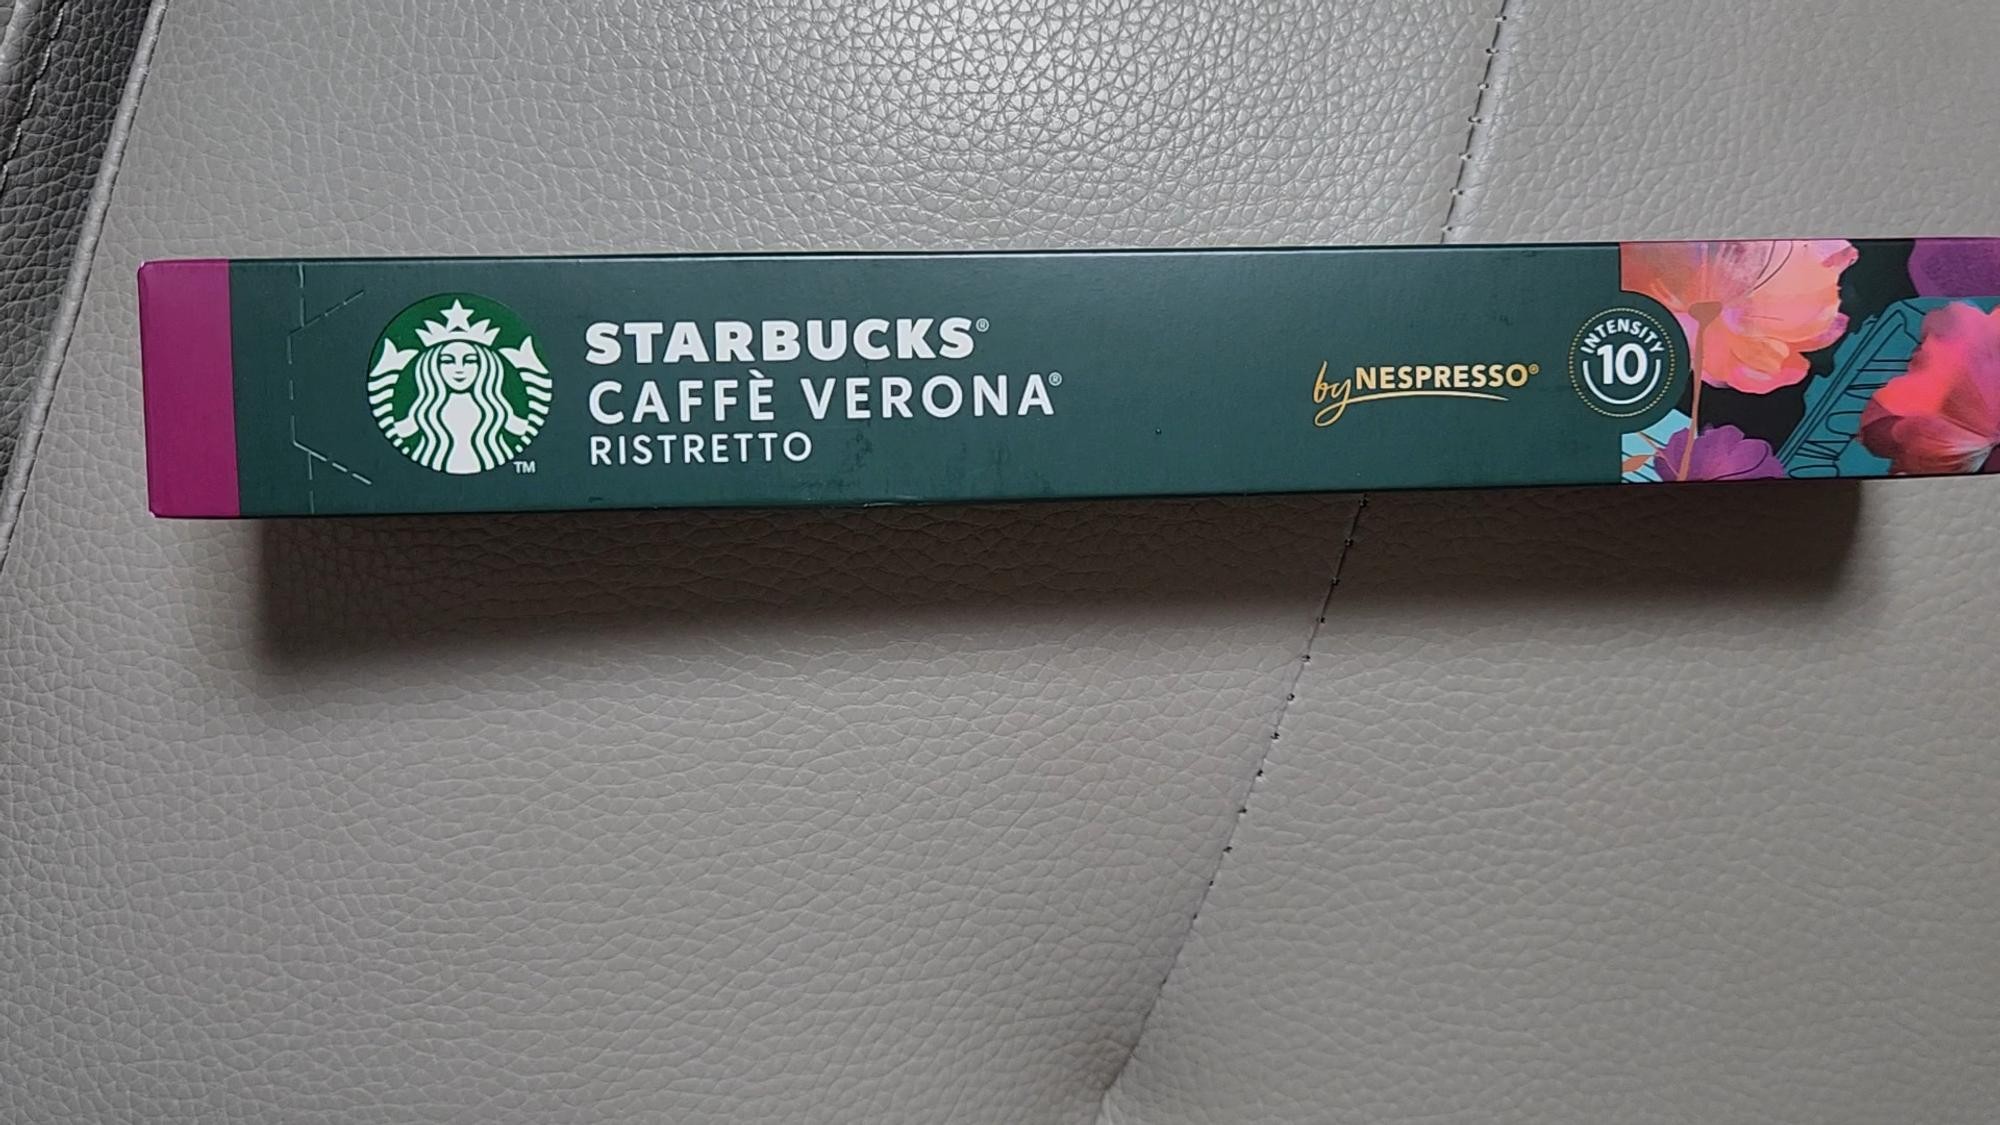 STARBUCKS®
CAFFÈ VERONA®
RISTRETTO
TM
by NESPRESSO®
INTENSITY
10